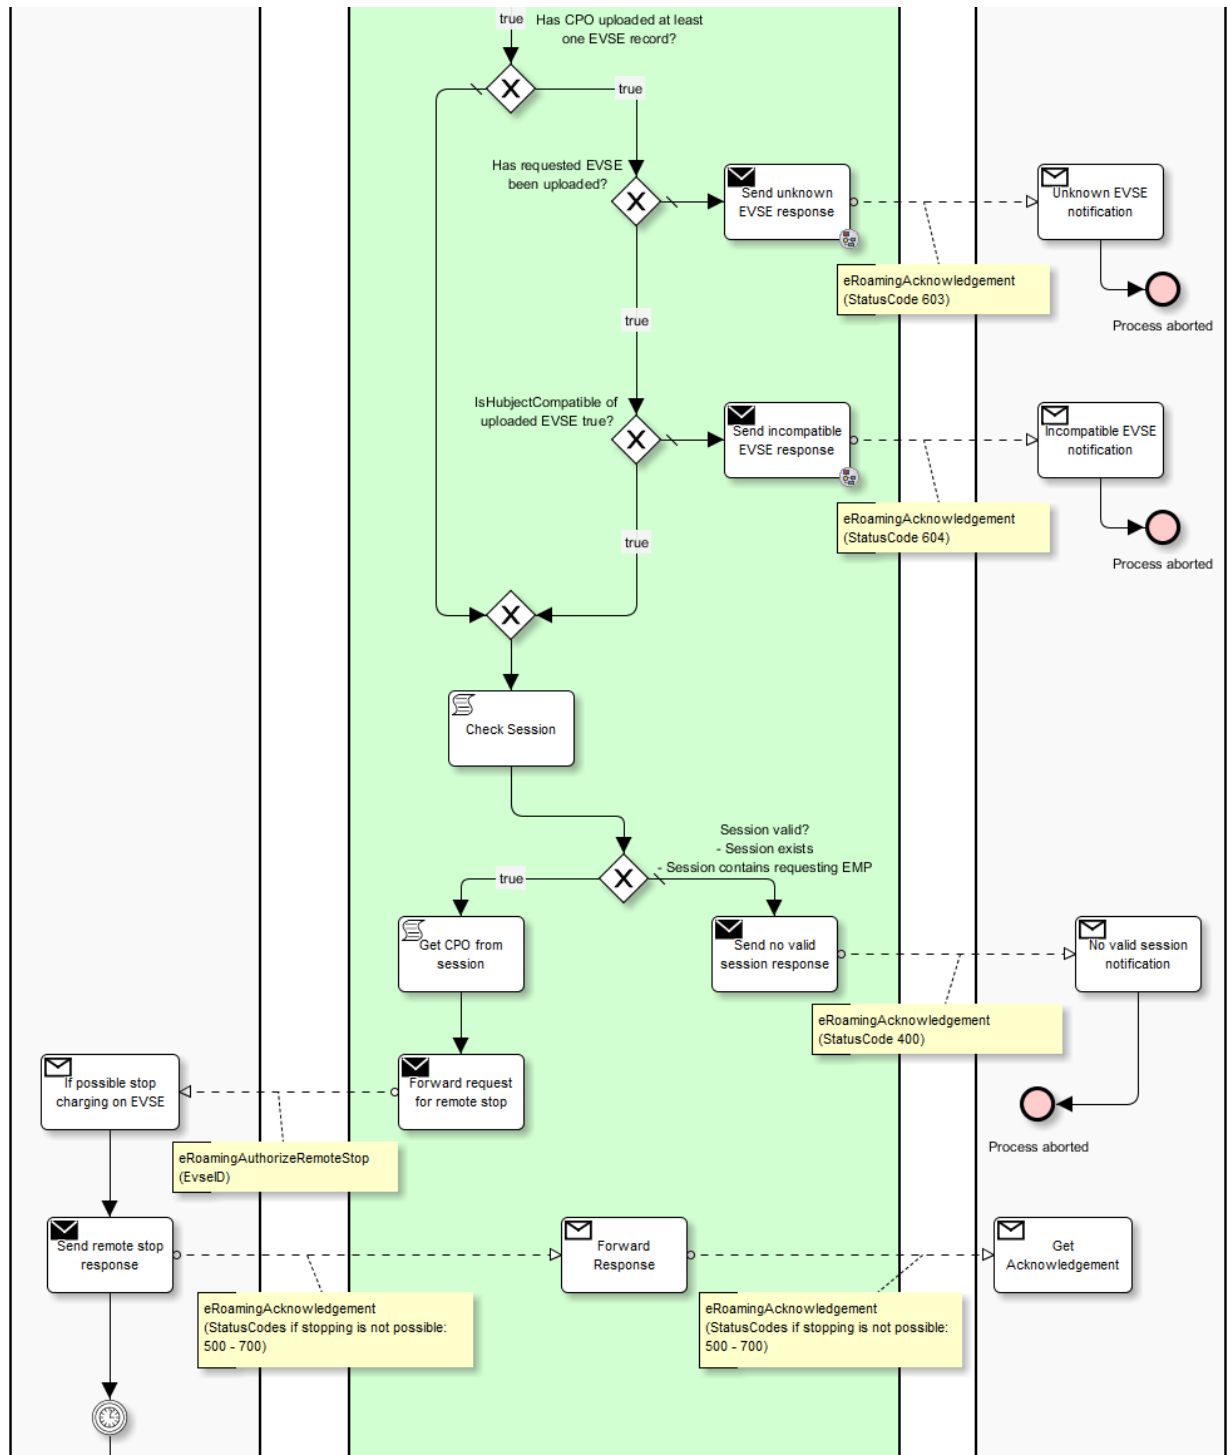 true
Has CPO uploaded at least
one EVSE record?
true
Has requested EVSE
been uploaded?
Send unknown
EVSE response
Unknown EVSE
notification
eRoamingAcknowledgement
(StatusCode 603)
Process aborted
true
IsHubjectCompatible of
uploaded EVSE true?
Send incompatible
EVSE response
Incompatible EVSE
notification
eRoamingAcknowledgement
(StatusCode 604)
Process aborted
true
Check Session
Session valid?
- Session exists
- Session contains requesting EMP
true
Get CPO from
session
Send no valid
session response
No valid session
notification
eRoamingAcknowledgement
(StatusCode 400)
If possible stop
charging on EVSE
Forward request
for remote stop
Process aborted
eRoamingAuthorizeRemoteStop
(EvseID)
Send remote stop
response
Forward
Response
Get
Acknowledgement
eRoamingAcknowledgement
(StatusCodes if stopping is not possible:
500 - 700)
eRoamingAcknowledgement
(StatusCodes if stopping is not possible:
500 - 700)